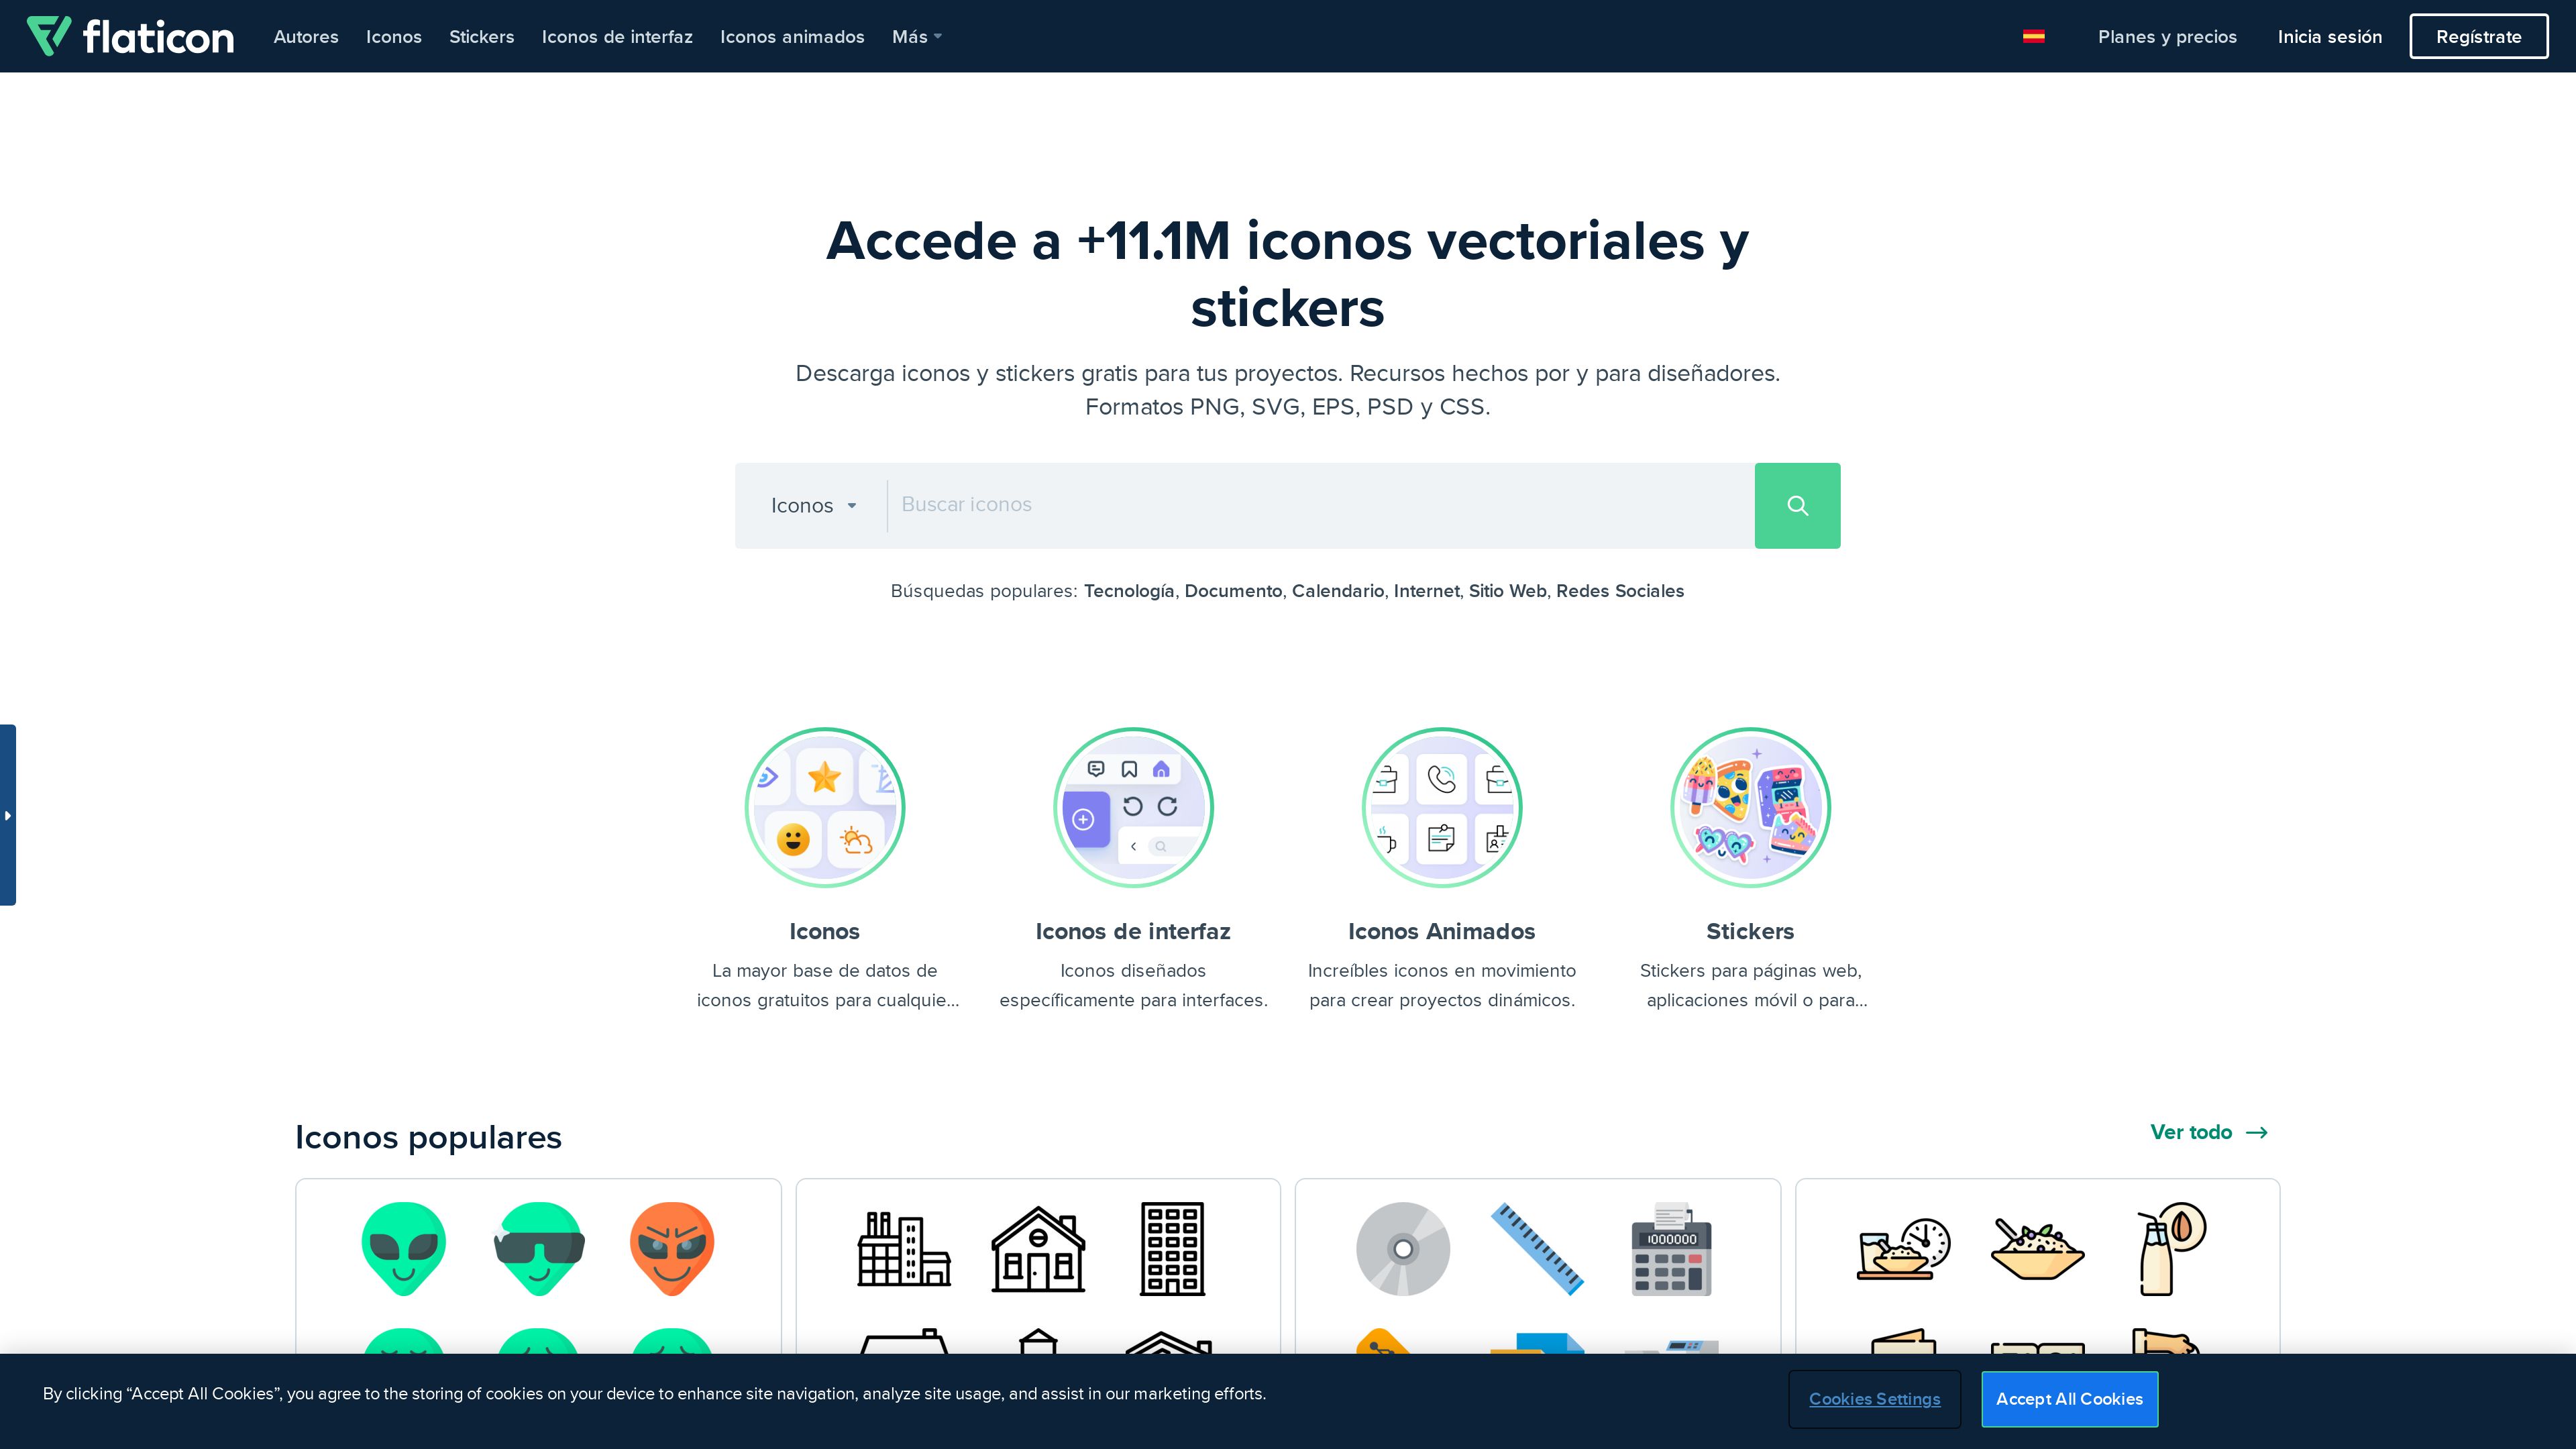 flaticon
Autores Iconos Stickers Iconos de interfaz Iconos animados Más
Planes y precios Inicia sesión Regístrate
Accede a +11.1M iconos vectoriales y
stickers
Descarga iconos y stickers gratis para tus proyectos. Recursos hechos por y para diseñadores.
Formatos PNG, SVG, EPS, PSD y CSS.
Iconos Buscar iconos
Búsquedas populares: Tecnología, Documento, Calendario, Internet, Sitio Web, Redes Sociales
Iconos
La mayor base de datos de
iconos gratuitos para cualquie...
Iconos de interfaz
Iconos diseñados
específicamente para interfaces.
Iconos Animados
Increíbles iconos en movimiento
para crear proyectos dinámicos.
Stickers
Stickers para páginas web,
aplicaciones móvil o para...
Iconos populares
Ver todo
1000000
By clicking “Accept All Cookies”, you agree to the storing of cookies on your device to enhance site navigation, analyze site usage, and assist in our marketing efforts.
Cookies Settings
Accept All Cookies